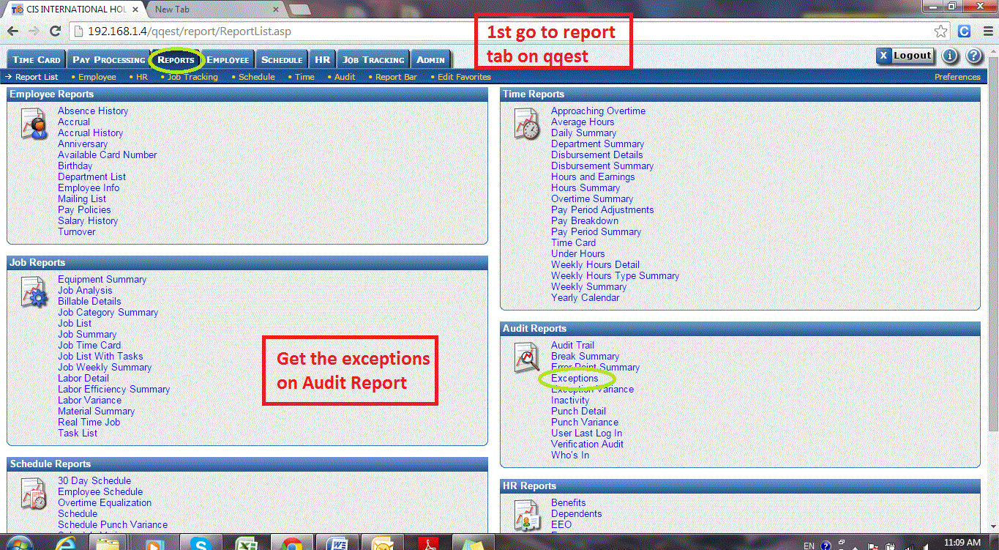 CIS INTERNATIONAL HOL
New Tab
192.168.1.4/qqest/report/ReportList.asp
1st go to report
tab on qqest
TIME CARD PAY PROCESSING REPORTS EMPLOYEE SCHEDULE HR JOB TRACKING ADMIN
X Logout
→ Report List • Employee • HR • Job Tracking • Schedule • Time • Audit • Report Bar • Edit Favorites Preferences
Employee Reports
Absence History
Accrual
Accrual History
Anniversary
Available Card Number
Birthday
Department List
Employee Info
Mailing List
Pay Policies
Salary History
Turnover
Job Reports
Equipment Summary
Job Analysis
Billable Details
Job Category Summary
Job List
Job Summary
Job Time Card
Job List With Tasks
Job Weekly Summary
Labor Detail
Labor Efficiency Summary
Labor Variance
Material Summary
Real Time Job
Task List
Get the exceptions
on Audit Report
Schedule Reports
30 Day Schedule
Employee Schedule
Overtime Equalization
Schedule
Schedule Punch Variance
Time Reports
Approaching Overtime
Average Hours
Daily Summary
Department Summary
Disbursement Details
Disbursement Summary
Hours and Earnings
Hours Summary
Overtime Summary
Pay Period Adjustments
Pay Breakdown
Pay Period Summary
Time Card
Under Hours
Weekly Hours Detail
Weekly Hours Type Summary
Weekly Summary
Yearly Calendar
Audit Reports
Audit Trail
Break Summary
Error Point Summary
Exceptions
Exception Variance
Inactivity
Punch Detail
Punch Variance
User Last Log In
Verification Audit
Who's In
HR Reports
Benefits
Dependents
EEO
EN
11:09 AM